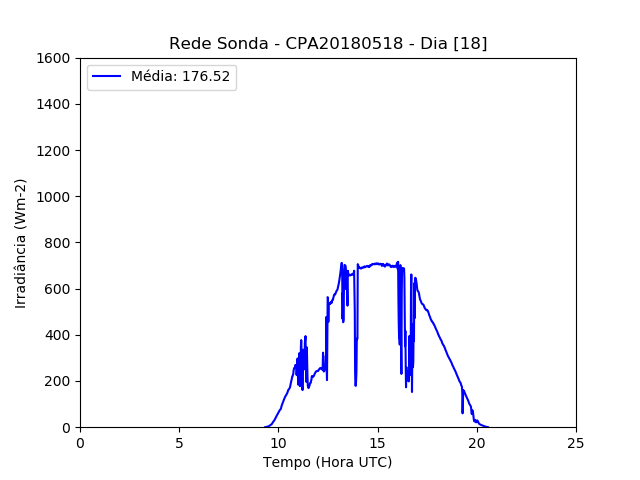 Rede Sonda - CPA20180518 - Dia [18]
Média: 176.52
Irradiância (Wm-2)
1600
1400
1200
1000
800
600
400
200
0
0 5 10 15 20 25
Tempo (Hora UTC)